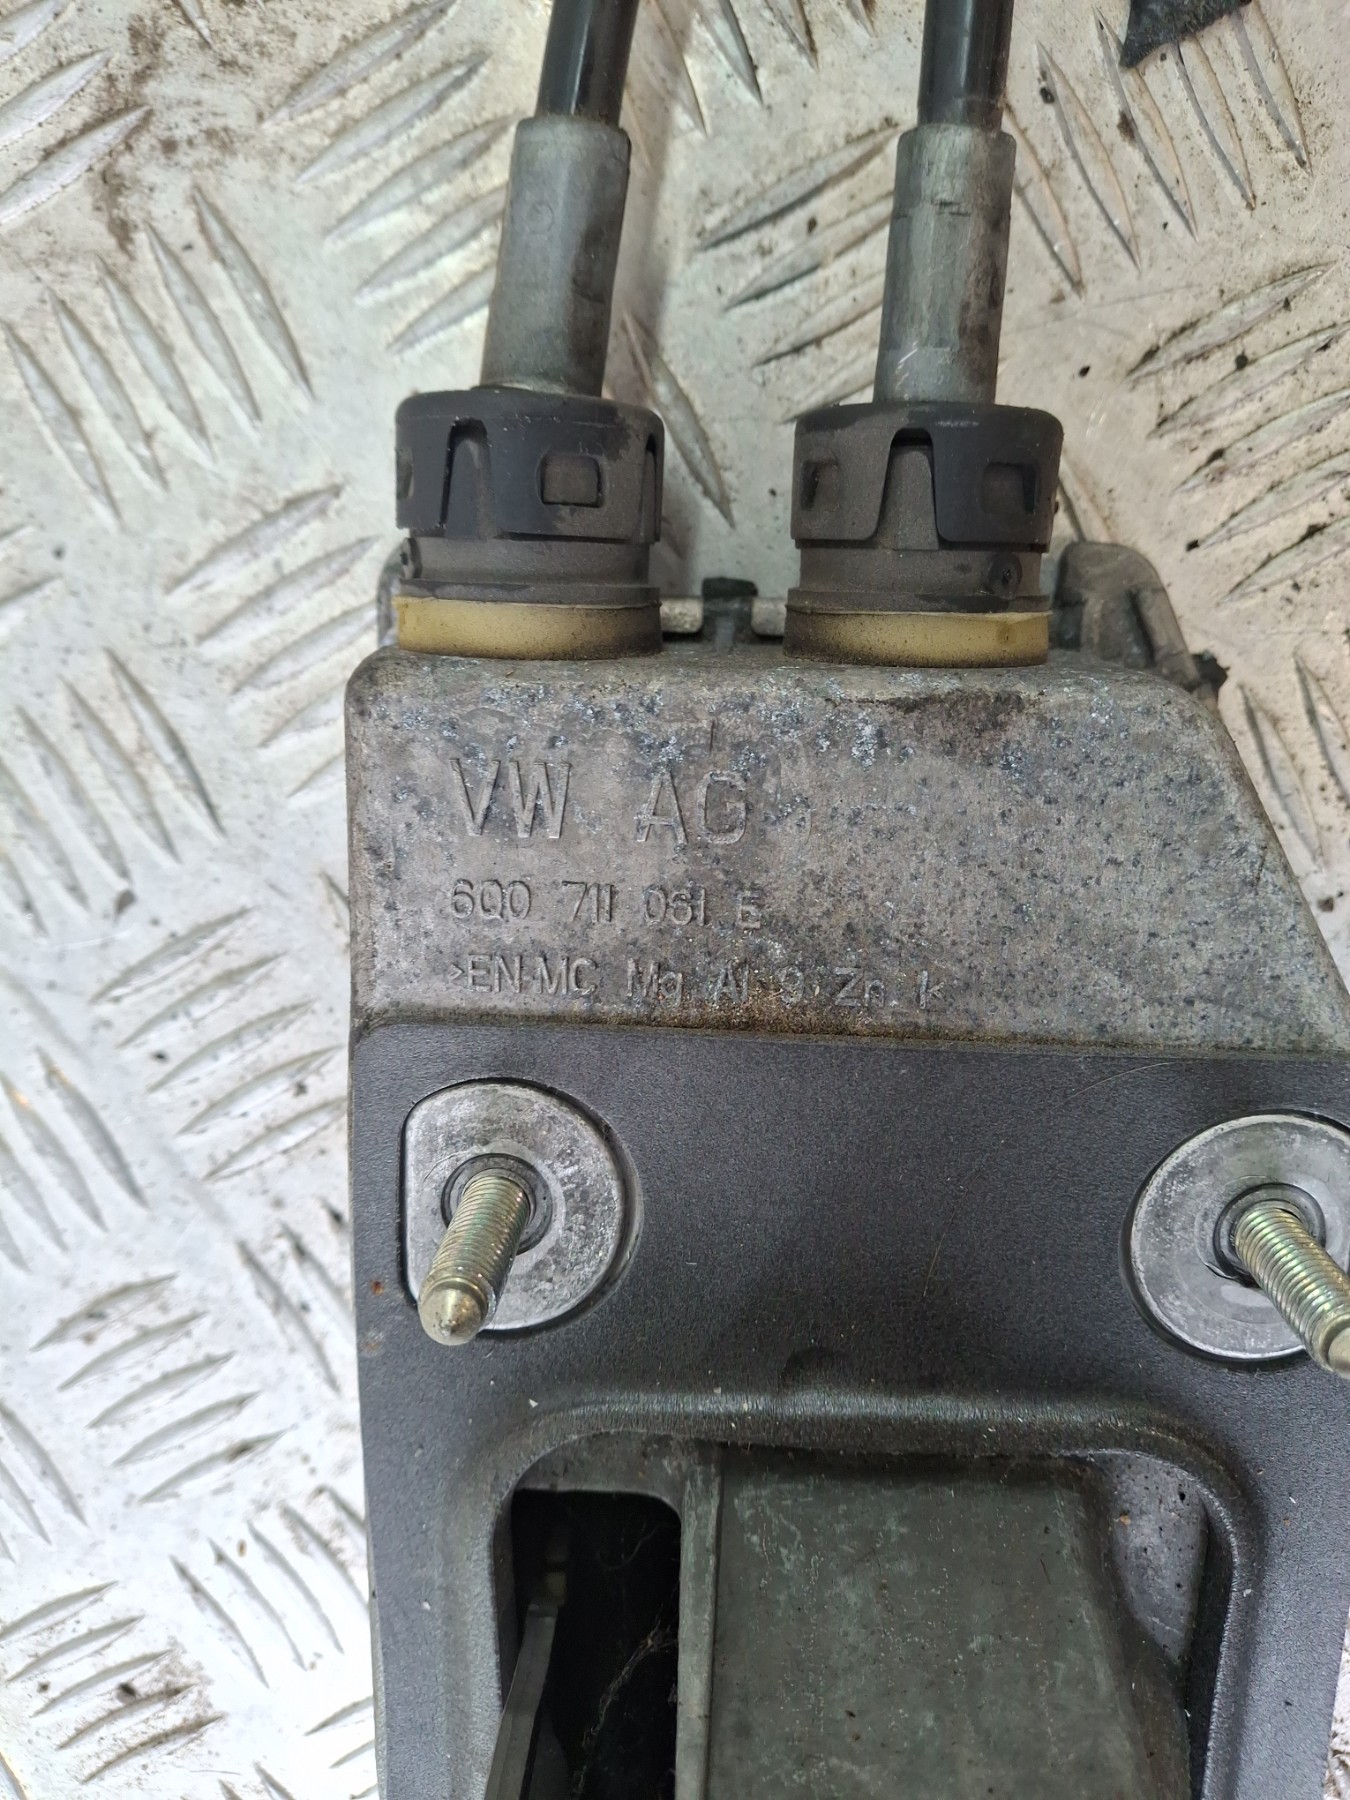 VW AG
6Q0 711 061 E
>EN-MC Mg Al 9 Zn 1<